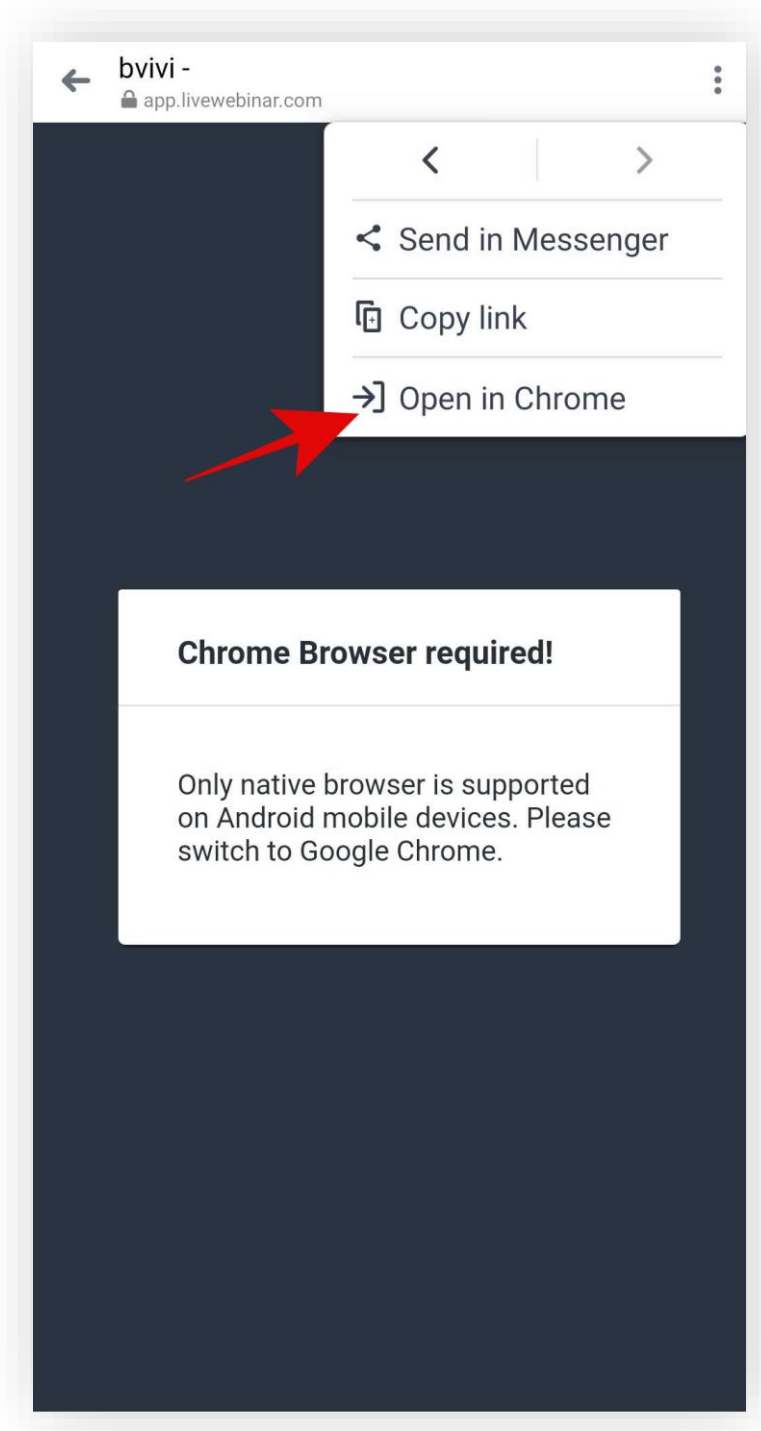 bvivi -
app.livewebinar.com
Send in Messenger
Copy link
Open in Chrome
Chrome Browser required!
Only native browser is supported
on Android mobile devices. Please
switch to Google Chrome.